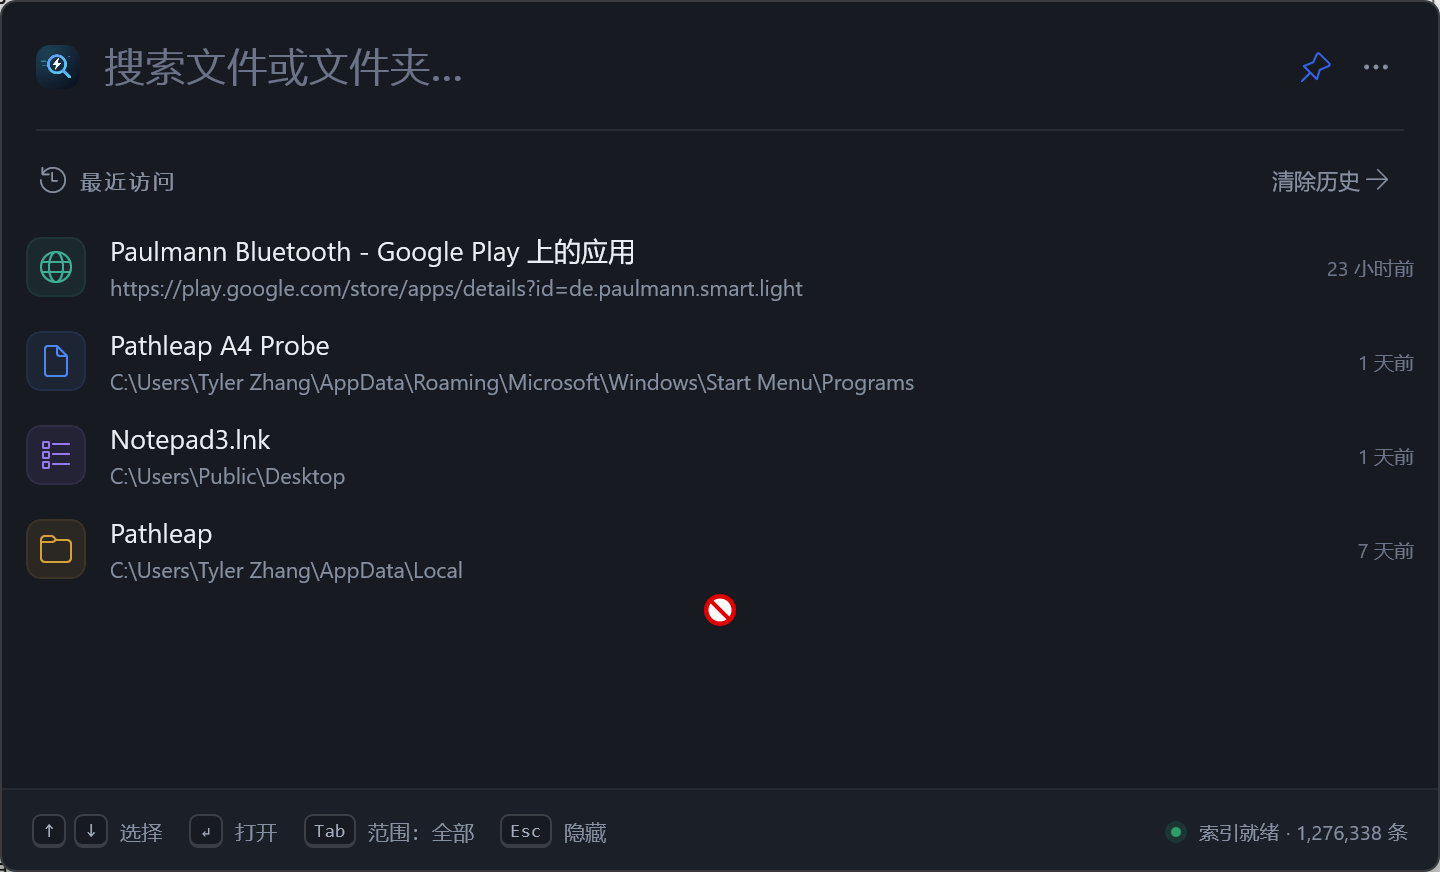 搜索文件或文件夹...
最近访问
清除历史
Paulmann Bluetooth - Google Play 上的应用
https://play.google.com/store/apps/details?id=de.paulmann.smart.light
23 小时前
Pathleap A4 Probe
C:\Users\Tyler Zhang\AppData\Roaming\Microsoft\Windows\Start Menu\Programs
1 天前
Notepad3.lnk
C:\Users\Public\Desktop
1 天前
Pathleap
C:\Users\Tyler Zhang\AppData\Local
7 天前
↑ ↓ 选择 ↵ 打开 Tab 范围：全部 Esc 隐藏
索引就绪 · 1,276,338 条